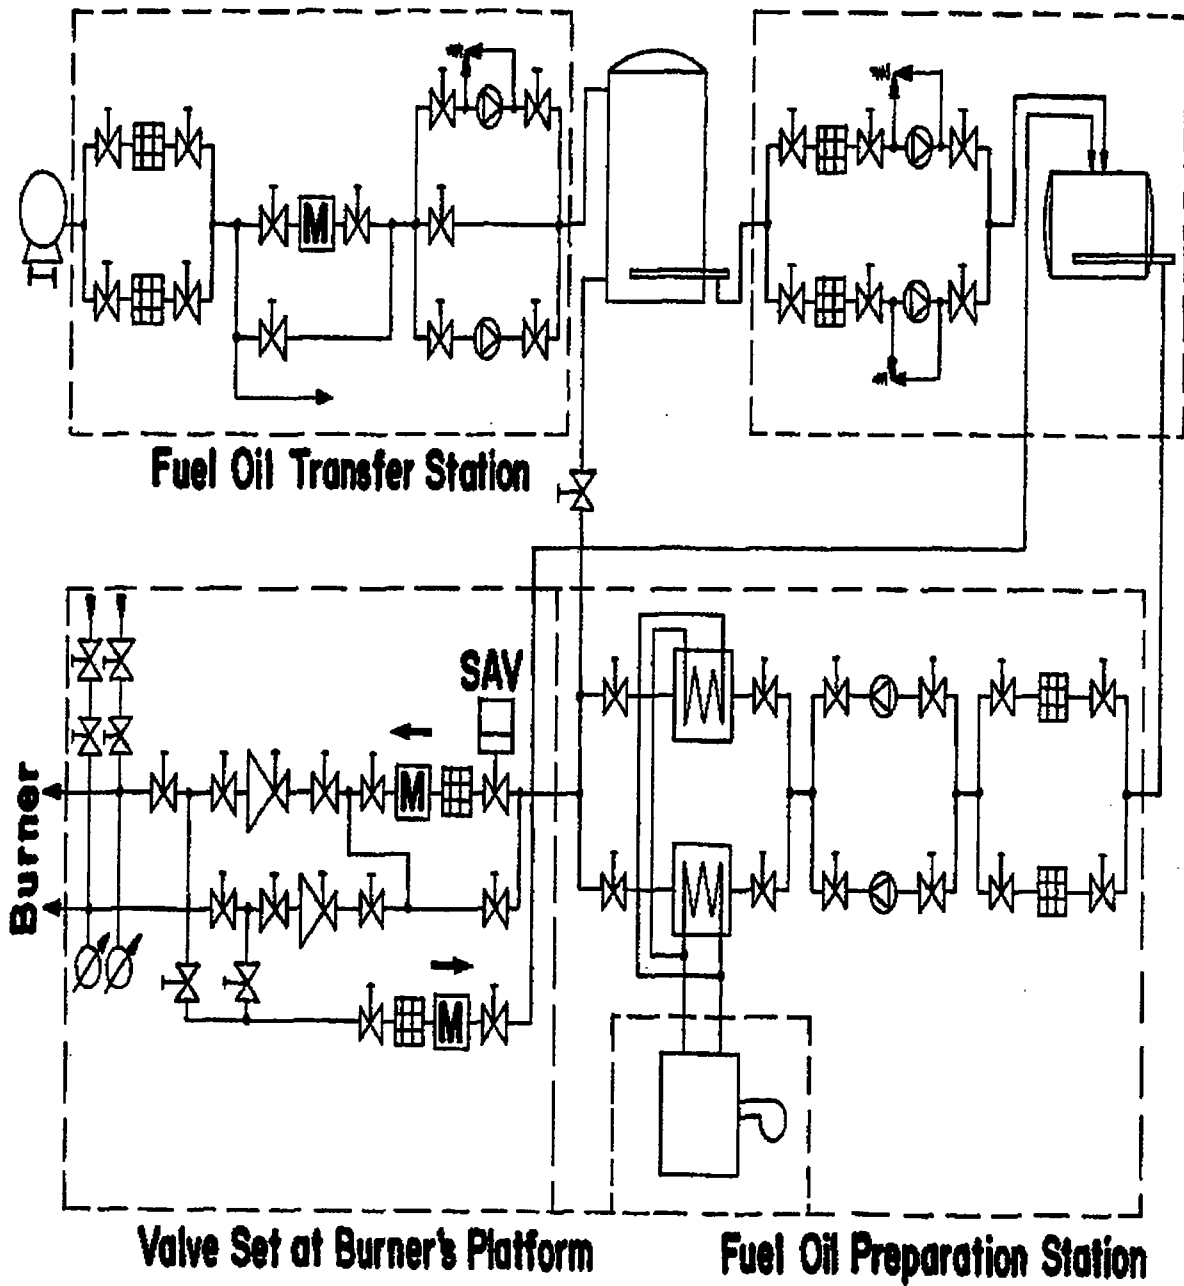 M
Fuel Oil Transfer Station
SAV
M
Burner
M
Valve Set at Burner's Platform
Fuel Oil Preparation Station